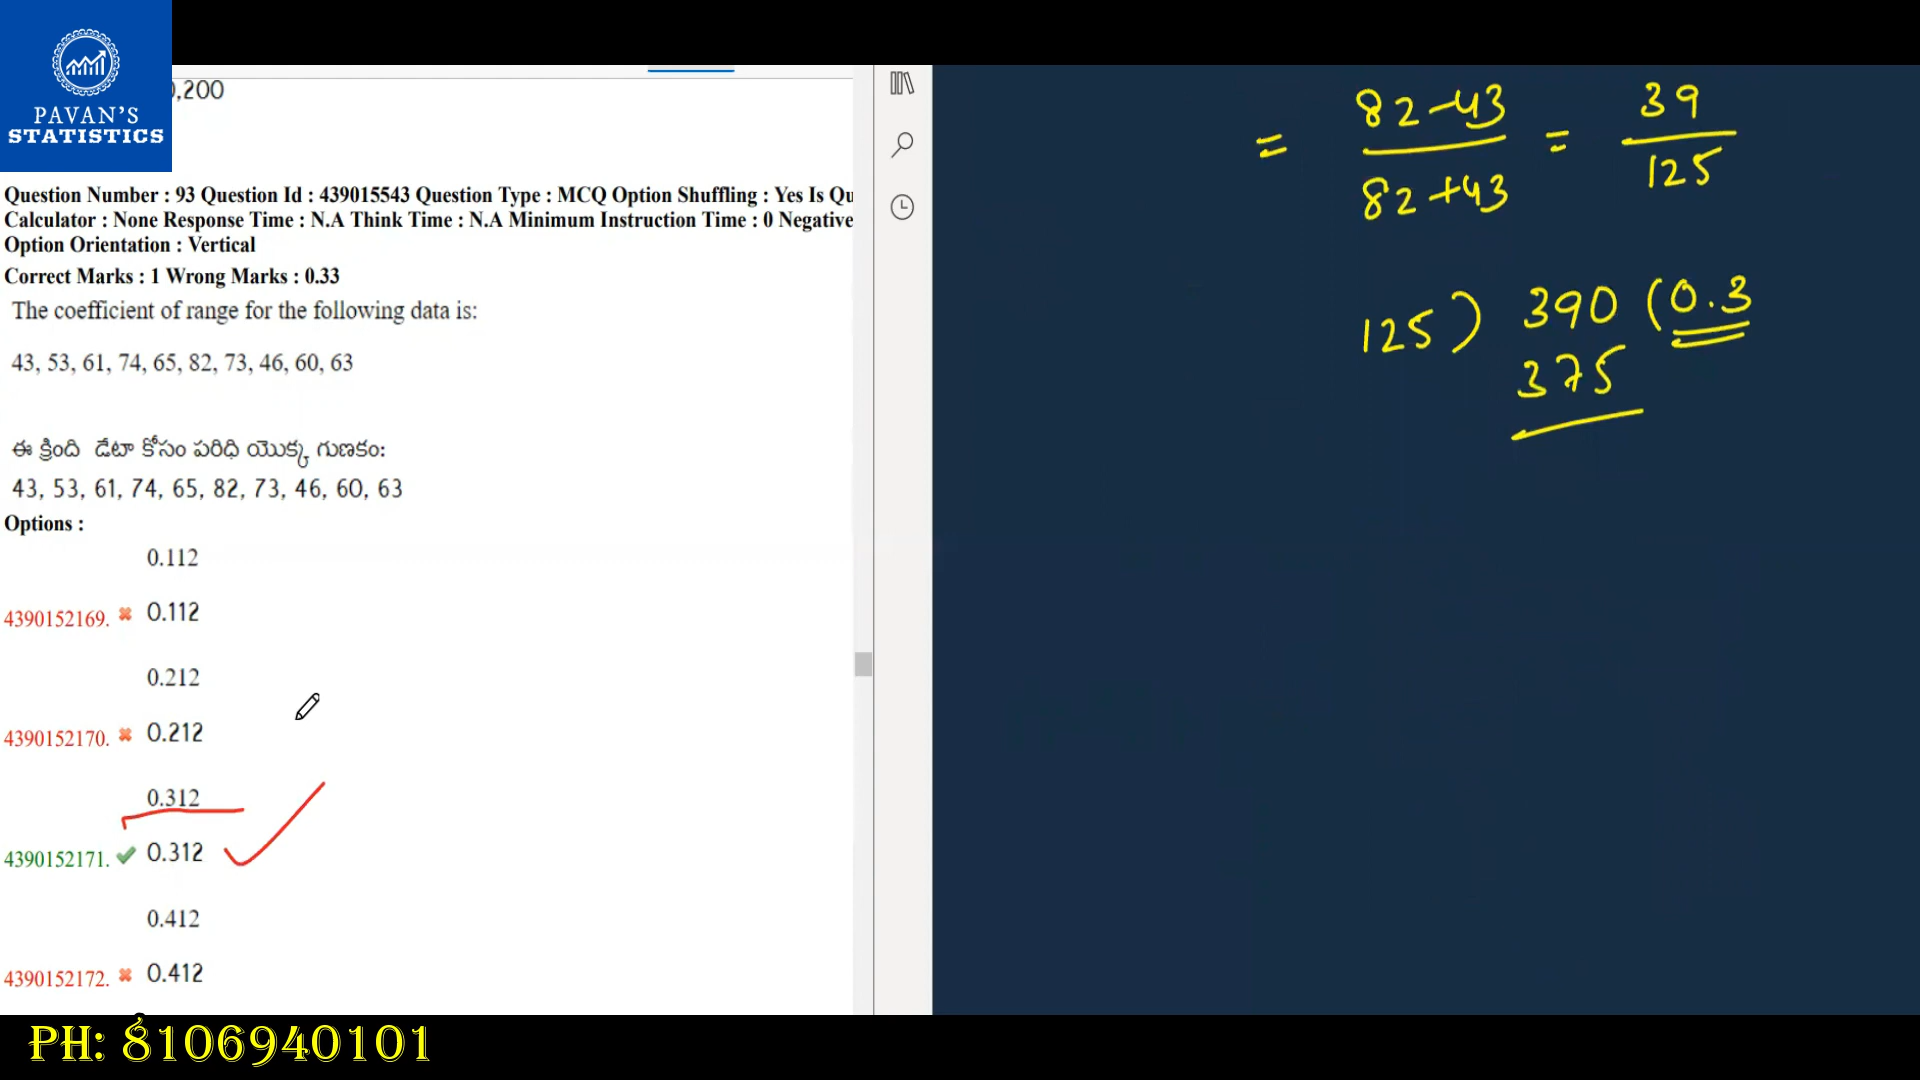 PAVAN'S
STATISTICS
0,200
Question Number : 93 Question Id : 439015543 Question Type : MCQ Option Shuffling : Yes Is Qu
Calculator : None Response Time : N.A Think Time : N.A Minimum Instruction Time : 0 Negative
Option Orientation : Vertical
Correct Marks : 1 Wrong Marks : 0.33
The coefficient of range for the following data is:
43, 53, 61, 74, 65, 82, 73, 46, 60, 63
ఈ క్రింది డేటా కోసం పరిధి యొక్క గుణకం:
43, 53, 61, 74, 65, 82, 73, 46, 60, 63
Options :
0.112
4390152169. ✖ 0.112
0.212
4390152170. ✖ 0.212
0.312
4390152171. ✔ 0.312
0.412
4390152172. ✖ 0.412
= 82-43 / 82+43 = 39 / 125
125) 390 (0.3
375
PH: 8106940101